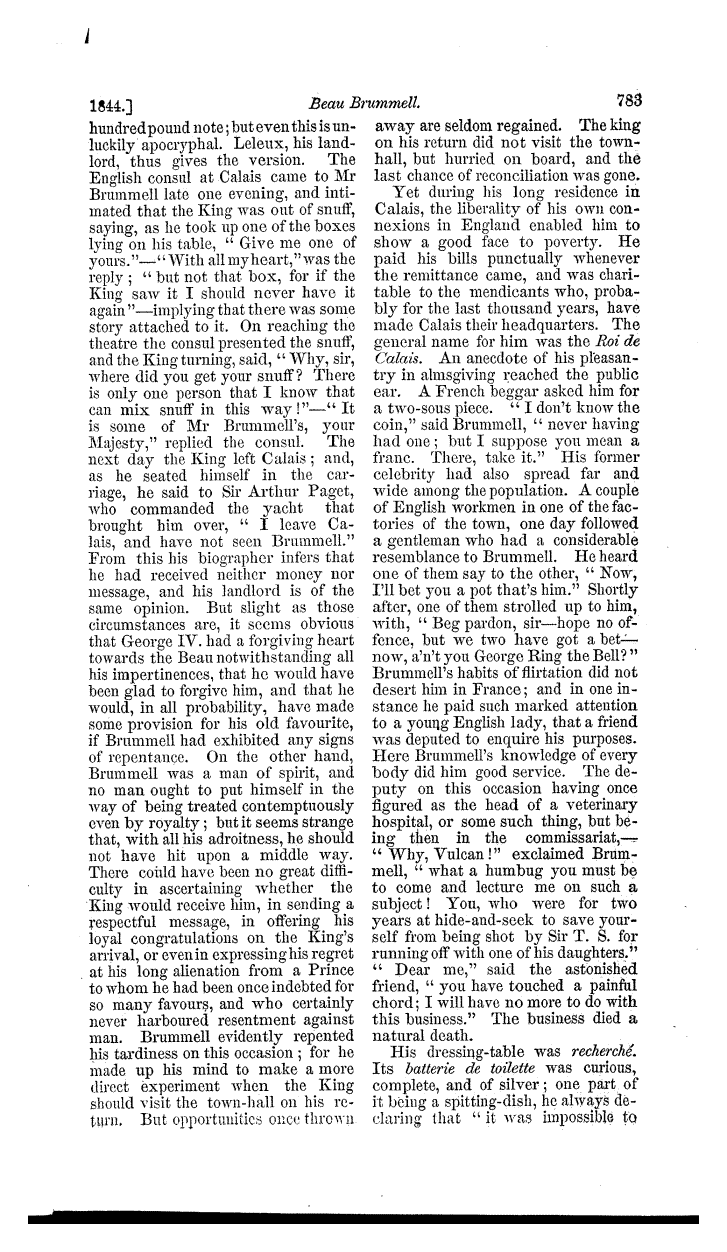 1844.] Beau Brummell. 783
hundred pound note; but even this is un-
luckily apocryphal. Leleux, his land-
lord, thus gives the version. The
English consul at Calais came to Mr
Brummell late one evening, and inti-
mated that the King was out of snuff,
saying, as he took up one of the boxes
lying on his table, “ Give me one of
yours.”—“ With all my heart,” was the
reply ; “ but not that box, for if the
King saw it I should never have it
again ”—implying that there was some
story attached to it. On reaching the
theatre the consul presented the snuff,
and the King turning, said, “ Why, sir,
where did you get your snuff? There
is only one person that I know that
can mix snuff in this way !”—“ It
is some of Mr Brummell's, your
Majesty,” replied the consul. The
next day the King left Calais ; and,
as he seated himself in the car-
riage, he said to Sir Arthur Paget,
who commanded the yacht that
brought him over, “ I leave Ca-
lais, and have not seen Brummell.”
From this his biographer infers that
he had received neither money nor
message, and his landlord is of the
same opinion. But slight as those
circumstances are, it seems obvious
that George IV. had a forgiving heart
towards the Beau notwithstanding all
his impertinences, that he would have
been glad to forgive him, and that he
would, in all probability, have made
some provision for his old favourite,
if Brummell had exhibited any signs
of repentance. On the other hand,
Brummell was a man of spirit, and
no man ought to put himself in the
way of being treated contemptuously
even by royalty ; but it seems strange
that, with all his adroitness, he should
not have hit upon a middle way.
There could have been no great diffi-
culty in ascertaining whether the
King would receive him, in sending a
respectful message, in offering his
loyal congratulations on the King's
arrival, or even in expressing his regret
at his long alienation from a Prince
to whom he had been once indebted for
so many favours, and who certainly
never harboured resentment against
man. Brummell evidently repented
his tardiness on this occasion ; for he
made up his mind to make a more
direct experiment when the King
should visit the town-hall on his re-
turn. But opportunities once thrown
away are seldom regained. The king
on his return did not visit the town-
hall, but hurried on board, and the
last chance of reconciliation was gone.
Yet during his long residence in
Calais, the liberality of his own con-
nexions in England enabled him to
show a good face to poverty. He
paid his bills punctually whenever
the remittance came, and was chari-
table to the mendicants who, proba-
bly for the last thousand years, have
made Calais their headquarters. The
general name for him was the Roi de
Calais. An anecdote of his pleasan-
try in almsgiving reached the public
ear. A French beggar asked him for
a two-sous piece. “ I don't know the
coin,” said Brummell, “ never having
had one ; but I suppose you mean a
franc. There, take it.” His former
celebrity had also spread far and
wide among the population. A couple
of English workmen in one of the fac-
tories of the town, one day followed
a gentleman who had a considerable
resemblance to Brummell. He heard
one of them say to the other, “ Now,
I'll bet you a pot that's him.” Shortly
after, one of them strolled up to him,
with, “ Beg pardon, sir—hope no of-
fence, but we two have got a bet—
now, a'n't you George Ring the Bell?”
Brummell's habits of flirtation did not
desert him in France ; and in one in-
stance he paid such marked attention
to a young English lady, that a friend
was deputed to enquire his purposes.
Here Brummell's knowledge of every
body did him good service. The de-
puty on this occasion having once
figured as the head of a veterinary
hospital, or some such thing, but be-
ing then in the commissariat,—
“ Why, Vulcan !” exclaimed Brum-
mell, “ what a humbug you must be
to come and lecture me on such a
subject ! You, who were for two
years at hide-and-seek to save your-
self from being shot by Sir T. S. for
running off with one of his daughters.”
“ Dear me,” said the astonished
friend, “ you have touched a painful
chord ; I will have no more to do with
this business.” The business died a
natural death.
His dressing-table was recherché.
Its batterie de toilette was curious,
complete, and of silver ; one part of
it being a spitting-dish, he always de-
claring that “ it was impossible to